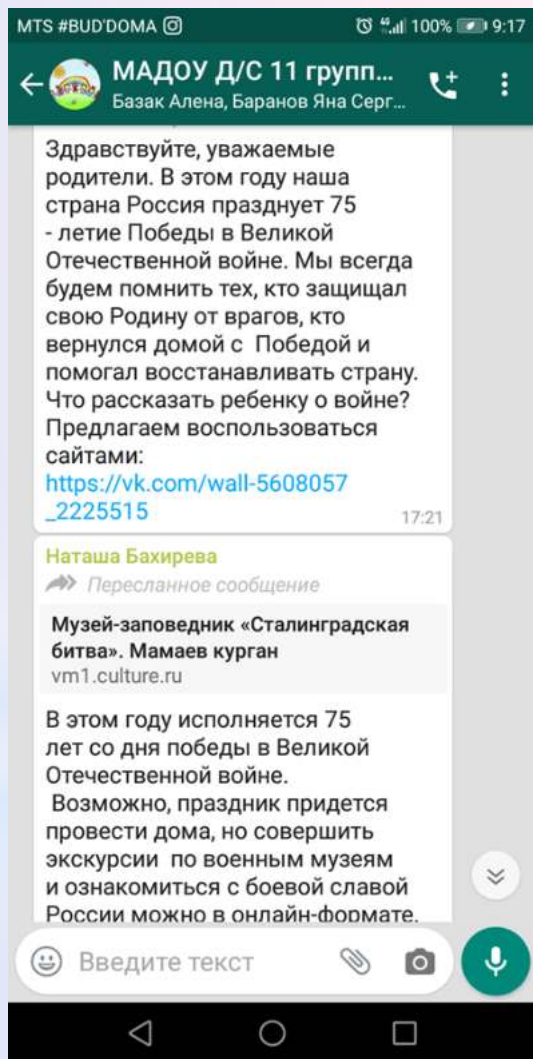 MTS #BUD'DOMA 100% 9:17
МАДОУ Д/С 11 групп...
Базак Алена, Баранов Яна Серг...
Здравствуйте, уважаемые
родители. В этом году наша
страна Россия празднует 75
- летие Победы в Великой
Отечественной войне. Мы всегда
будем помнить тех, кто защищал
свою Родину от врагов, кто
вернулся домой с Победой и
помогал восстанавливать страну.
Что рассказать ребенку о войне?
Предлагаем воспользоваться
сайтами:
https://vk.com/wall-5608057
_2225515
17:21
Наташа Бахирева
Пересланное сообщение
Музей-заповедник «Сталинградская
битва». Мамаев курган
vm1.culture.ru
В этом году исполняется 75
лет со дня победы в Великой
Отечественной войне.
Возможно, праздник придется
провести дома, но совершить
экскурсии по военным музеям
и ознакомиться с боевой славой
России можно в онлайн-формате.
Введите текст